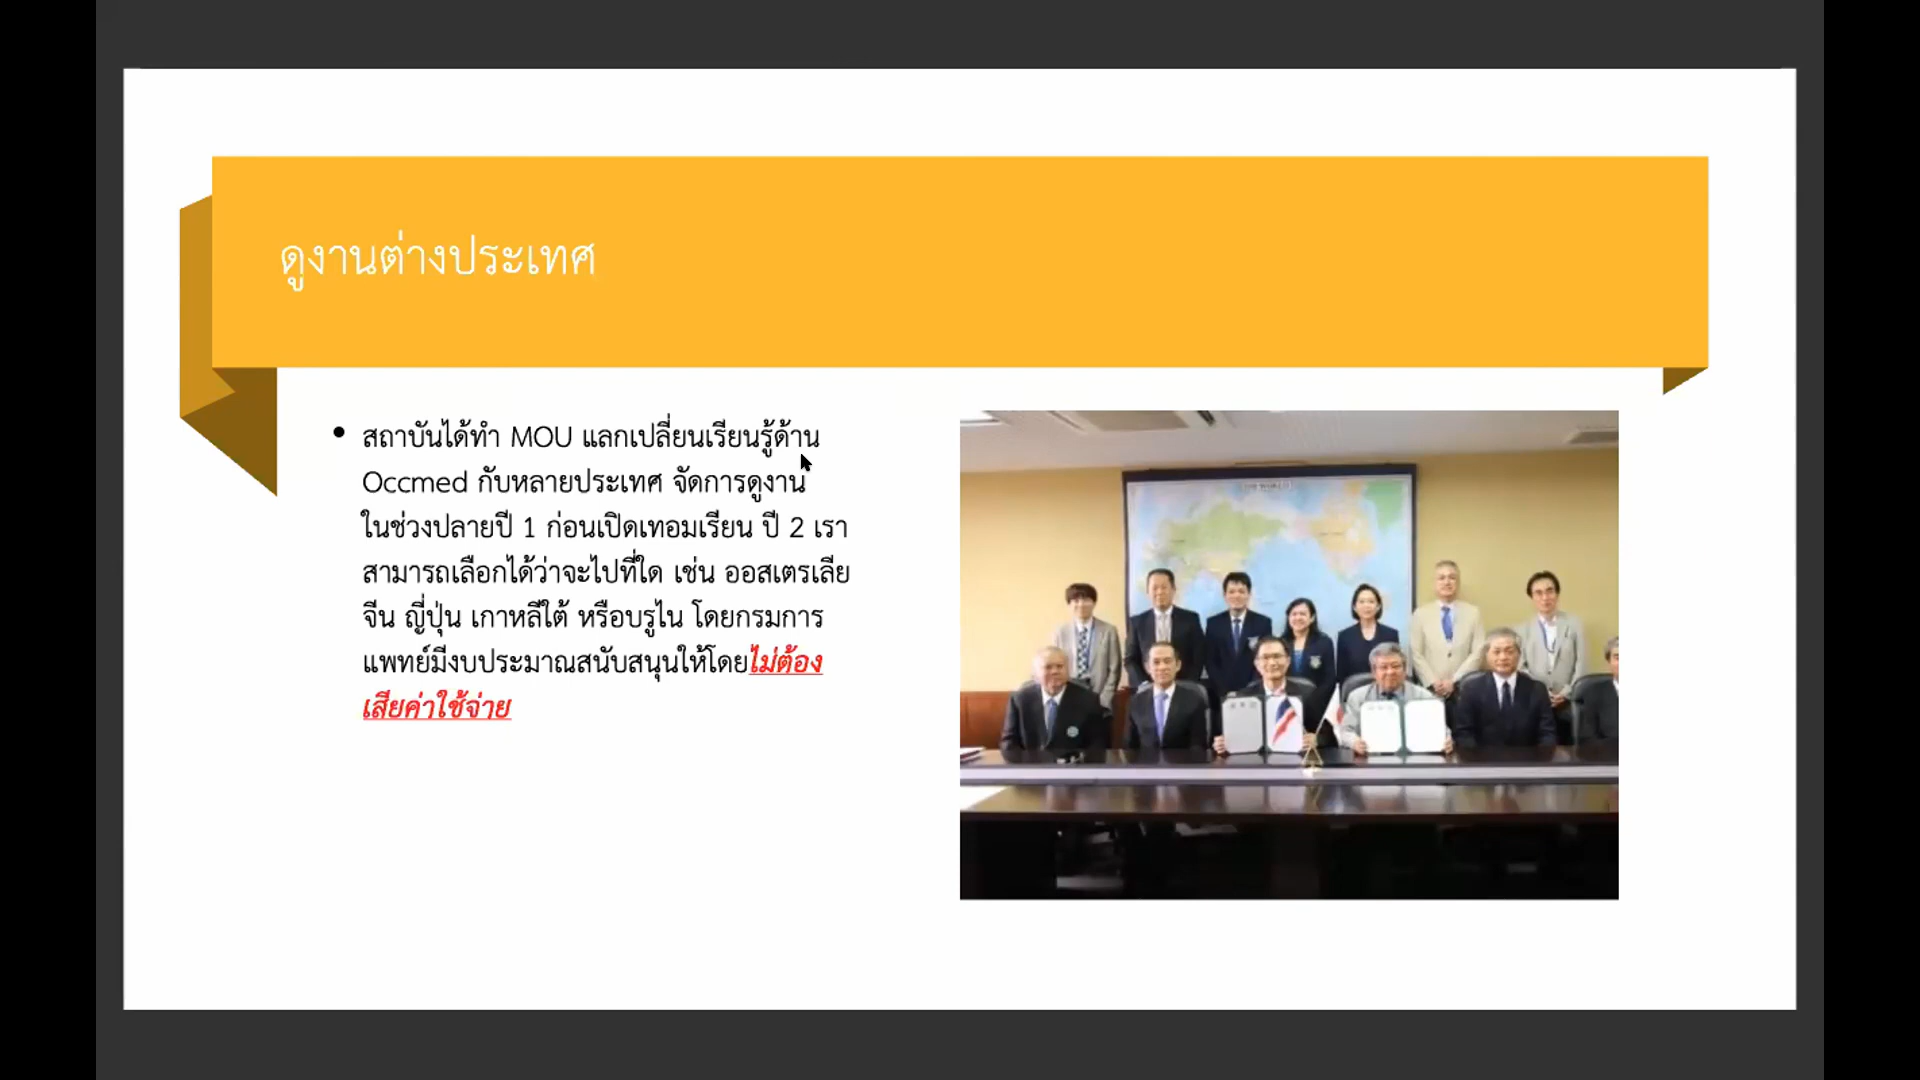 ดูงานต่างประเทศ
• สถาบันได้ทำ MOU แลกเปลี่ยนเรียนรู้ด้าน
Occmed กับหลายประเทศ จัดการดูงาน
ในช่วงปลายปี 1 ก่อนเปิดเทอมเรียน ปี 2 เรา
สามารถเลือกได้ว่าจะไปที่ใด เช่น ออสเตรเลีย
จีน ญี่ปุ่น เกาหลีใต้ หรือบรูไน โดยกรมการ
แพทย์มีงบประมาณสนับสนุนให้โดยไม่ต้อง
เสียค่าใช้จ่าย